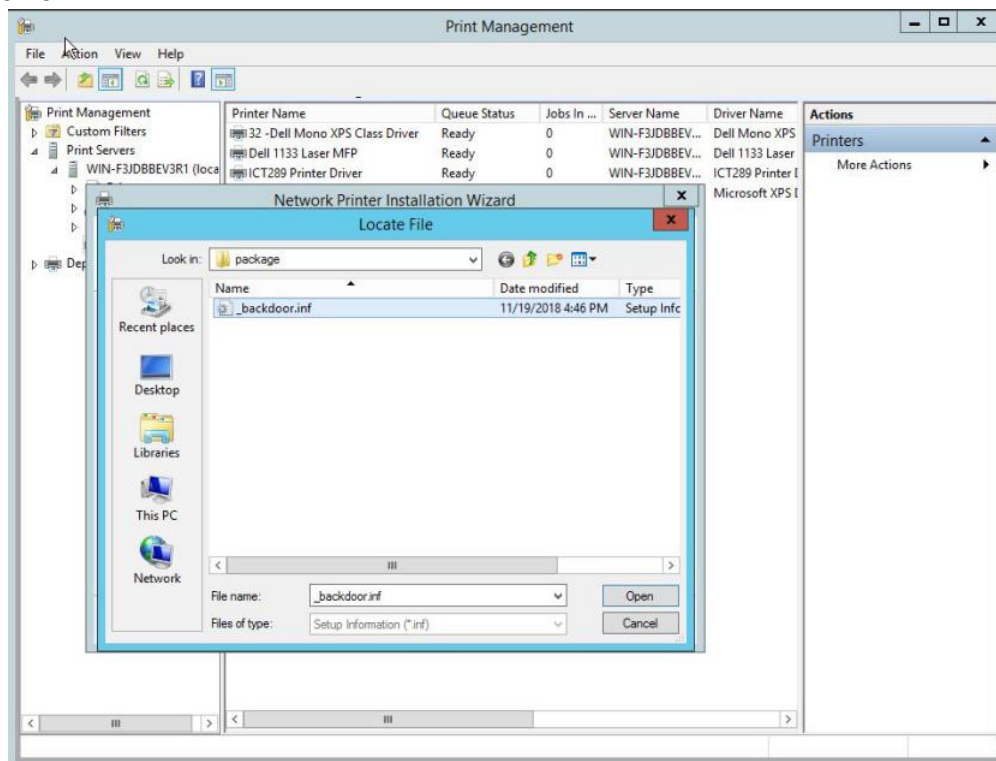 Print Management
File Action View Help
Print Management
Custom Filters
Print Servers
WIN-F3JDBBEV3R1 (loca
Dep
Printer Name Queue Status Jobs In ... Server Name Driver Name
32 -Dell Mono XPS Class Driver Ready 0 WIN-F3JDBBEV... Dell Mono XPS
Dell 1133 Laser MFP Ready 0 WIN-F3JDBBEV... Dell 1133 Laser
ICT289 Printer Driver Ready 0 WIN-F3JDBBEV... ICT289 Printer D
Microsoft XPS D
Actions
Printers
More Actions
Network Printer Installation Wizard
Locate File
Look in: package
Name Date modified Type
_backdoor.inf 11/19/2018 4:46 PM Setup Infc
Recent places
Desktop
Libraries
This PC
Network
File name: _backdoor.inf Open
Files of type: Setup Information (*.inf) Cancel